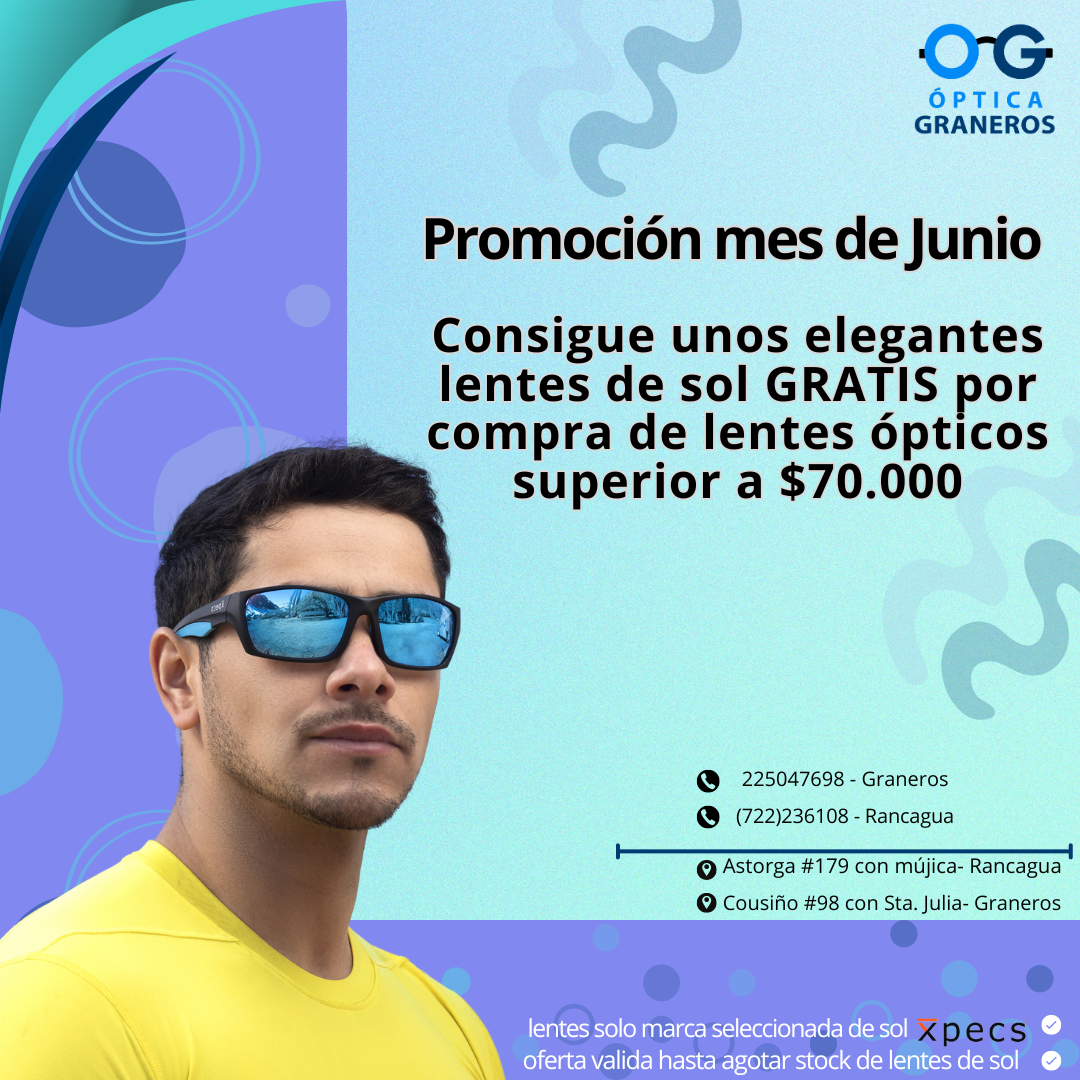 OG
ÓPTICA
GRANEROS
Promoción mes de Junio
Consigue unos elegantes
lentes de sol GRATIS por
compra de lentes ópticos
superior a $70.000
225047698 - Graneros
(722)236108 - Rancagua
Astorga #179 con mújica- Rancagua
Cousiño #98 con Sta. Julia- Graneros
lentes solo marca seleccionada de sol xpecs
oferta valida hasta agotar stock de lentes de sol